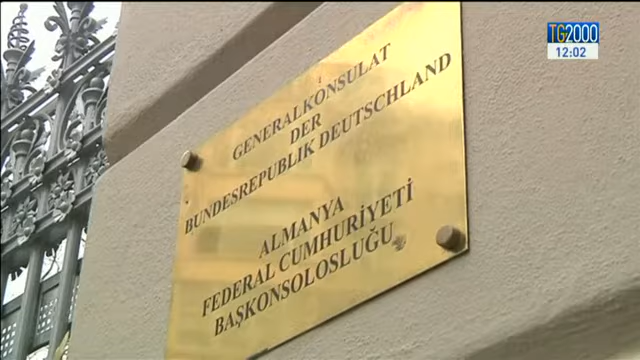 TG2000
12:02
GENERALKONSULAT
DER
BUNDESREPUBLIK DEUTSCHLAND
ALMANYA
FEDERAL CUMHURİYETİ
BAŞKONSOLOSLUĞU